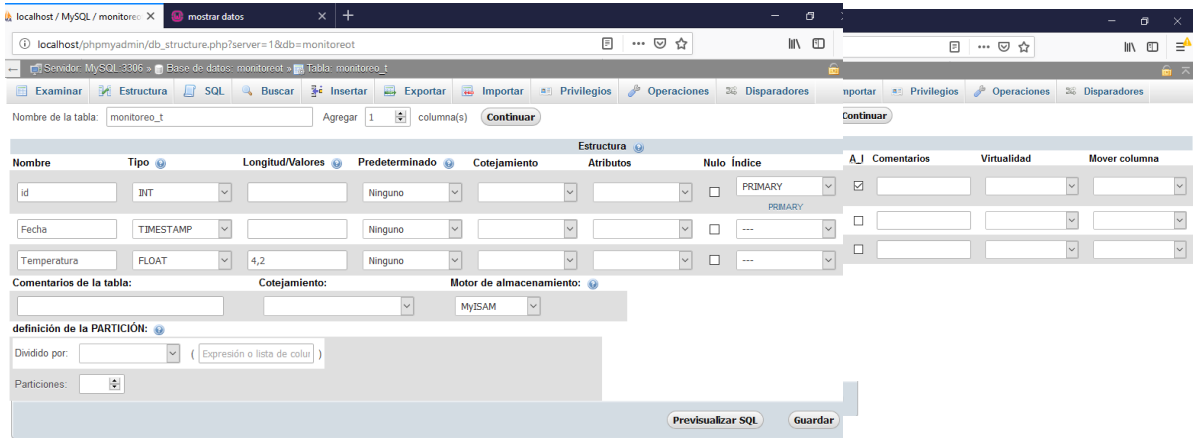 localhost / MySQL / monitoreo mostrar datos
localhost/phpmyadmin/db_structure.php?server=1&db=monitoreot
Servidor: MySQL:3306 » Base de datos: monitoreot » Tabla: monitoreo_t
Examinar Estructura SQL Buscar Insertar Exportar Importar Privilegios Operaciones Disparadores mportar Privilegios Operaciones Disparadores
Nombre de la tabla: monitoreo_t Agregar 1 columna(s) Continuar Continuar
Estructura
Nombre Tipo Longitud/Valores Predeterminado Cotejamiento Atributos Nulo Índice A_I Comentarios Virtualidad Mover columna
id INT Ninguno PRIMARY
PRIMARY
Fecha TIMESTAMP Ninguno ---
Temperatura FLOAT 4,2 Ninguno ---
Comentarios de la tabla: Cotejamiento: Motor de almacenamiento:
MyISAM
definición de la PARTICIÓN:
Dividido por: ( Expresión o lista de colur )
Particiones:
Previsualizar SQL Guardar